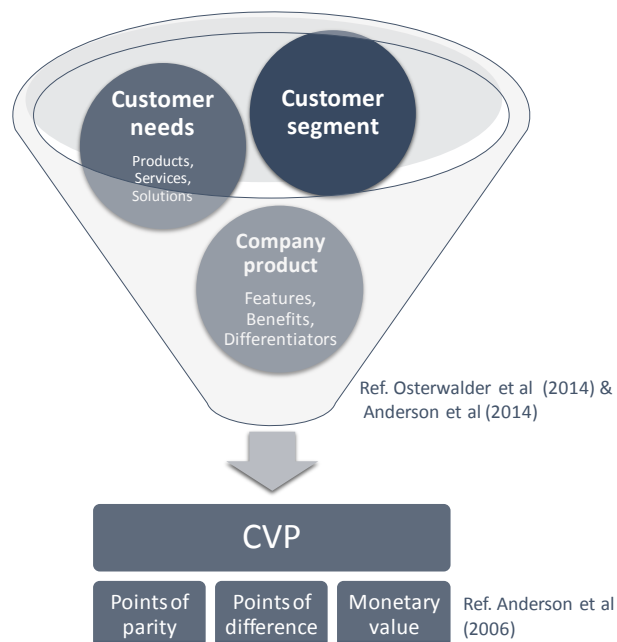 Customer
needs
Products,
Services,
Solutions
Customer
segment
Company
product
Features,
Benefits,
Differentiators
Ref. Osterwalder et al (2014) &
Anderson et al (2014)
CVP
Points of
parity
Points of
difference
Monetary
value
Ref. Anderson et al
(2006)